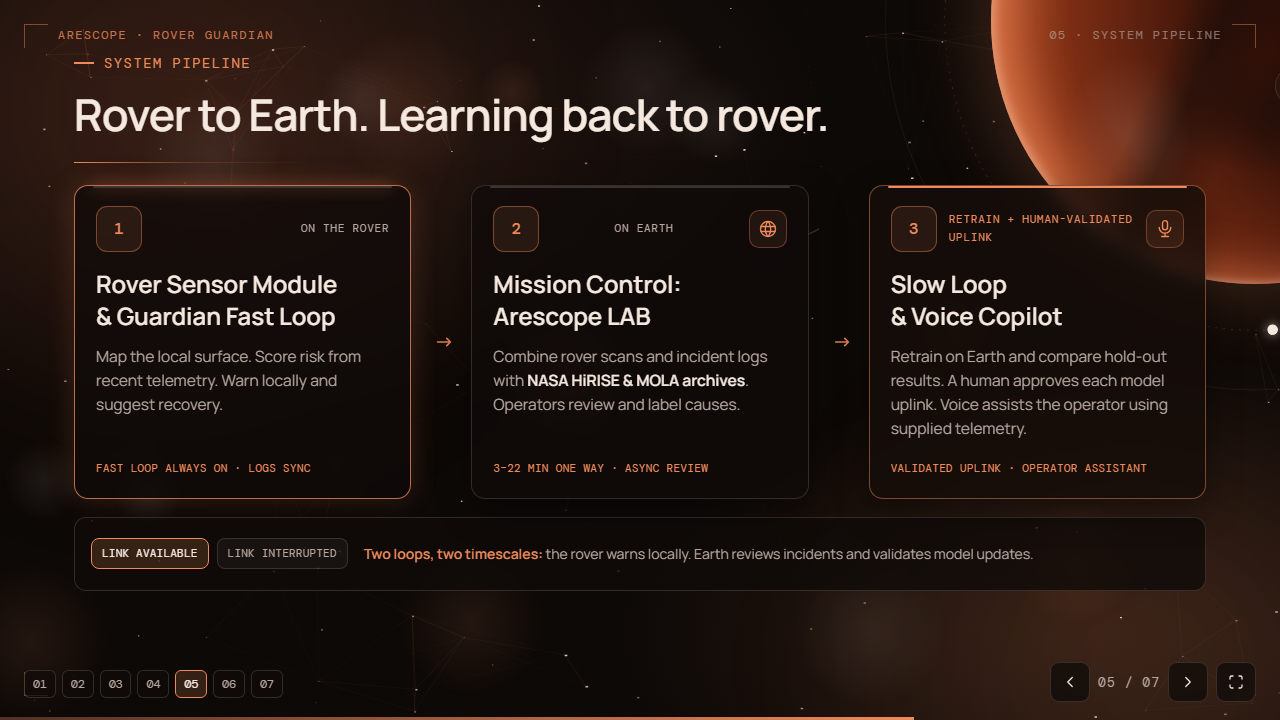 ARESCOPE · ROVER GUARDIAN
05 · SYSTEM PIPELINE
SYSTEM PIPELINE
Rover to Earth. Learning back to rover.
1
ON THE ROVER
Rover Sensor Module
& Guardian Fast Loop
Map the local surface. Score risk from
recent telemetry. Warn locally and
suggest recovery.
FAST LOOP ALWAYS ON · LOGS SYNC
→
2
ON EARTH
Mission Control:
Arescope LAB
Combine rover scans and incident logs
with NASA HiRISE & MOLA archives.
Operators review and label causes.
3–22 MIN ONE WAY · ASYNC REVIEW
→
3
RETRAIN + HUMAN-VALIDATED
UPLINK
Slow Loop
& Voice Copilot
Retrain on Earth and compare hold-out
results. A human approves each model
uplink. Voice assists the operator using
supplied telemetry.
VALIDATED UPLINK · OPERATOR ASSISTANT
LINK AVAILABLE
LINK INTERRUPTED
Two loops, two timescales: the rover warns locally. Earth reviews incidents and validates model updates.
01 02 03 04 05 06 07
05 / 07